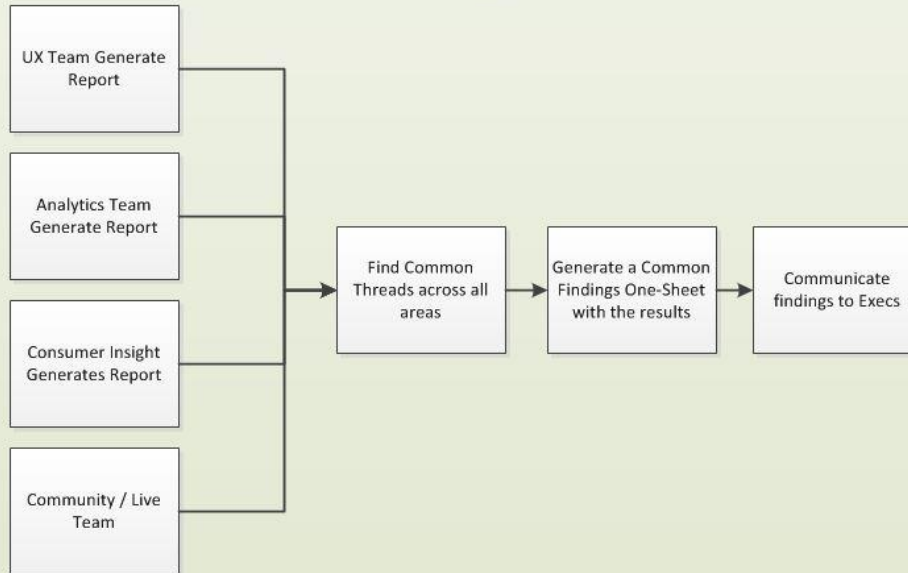 UX Team Generate
Report
Analytics Team
Generate Report
Consumer Insight
Generates Report
Community / Live
Team
Find Common
Threads across all
areas
Generate a Common
Findings One-Sheet
with the results
Communicate
findings to Execs